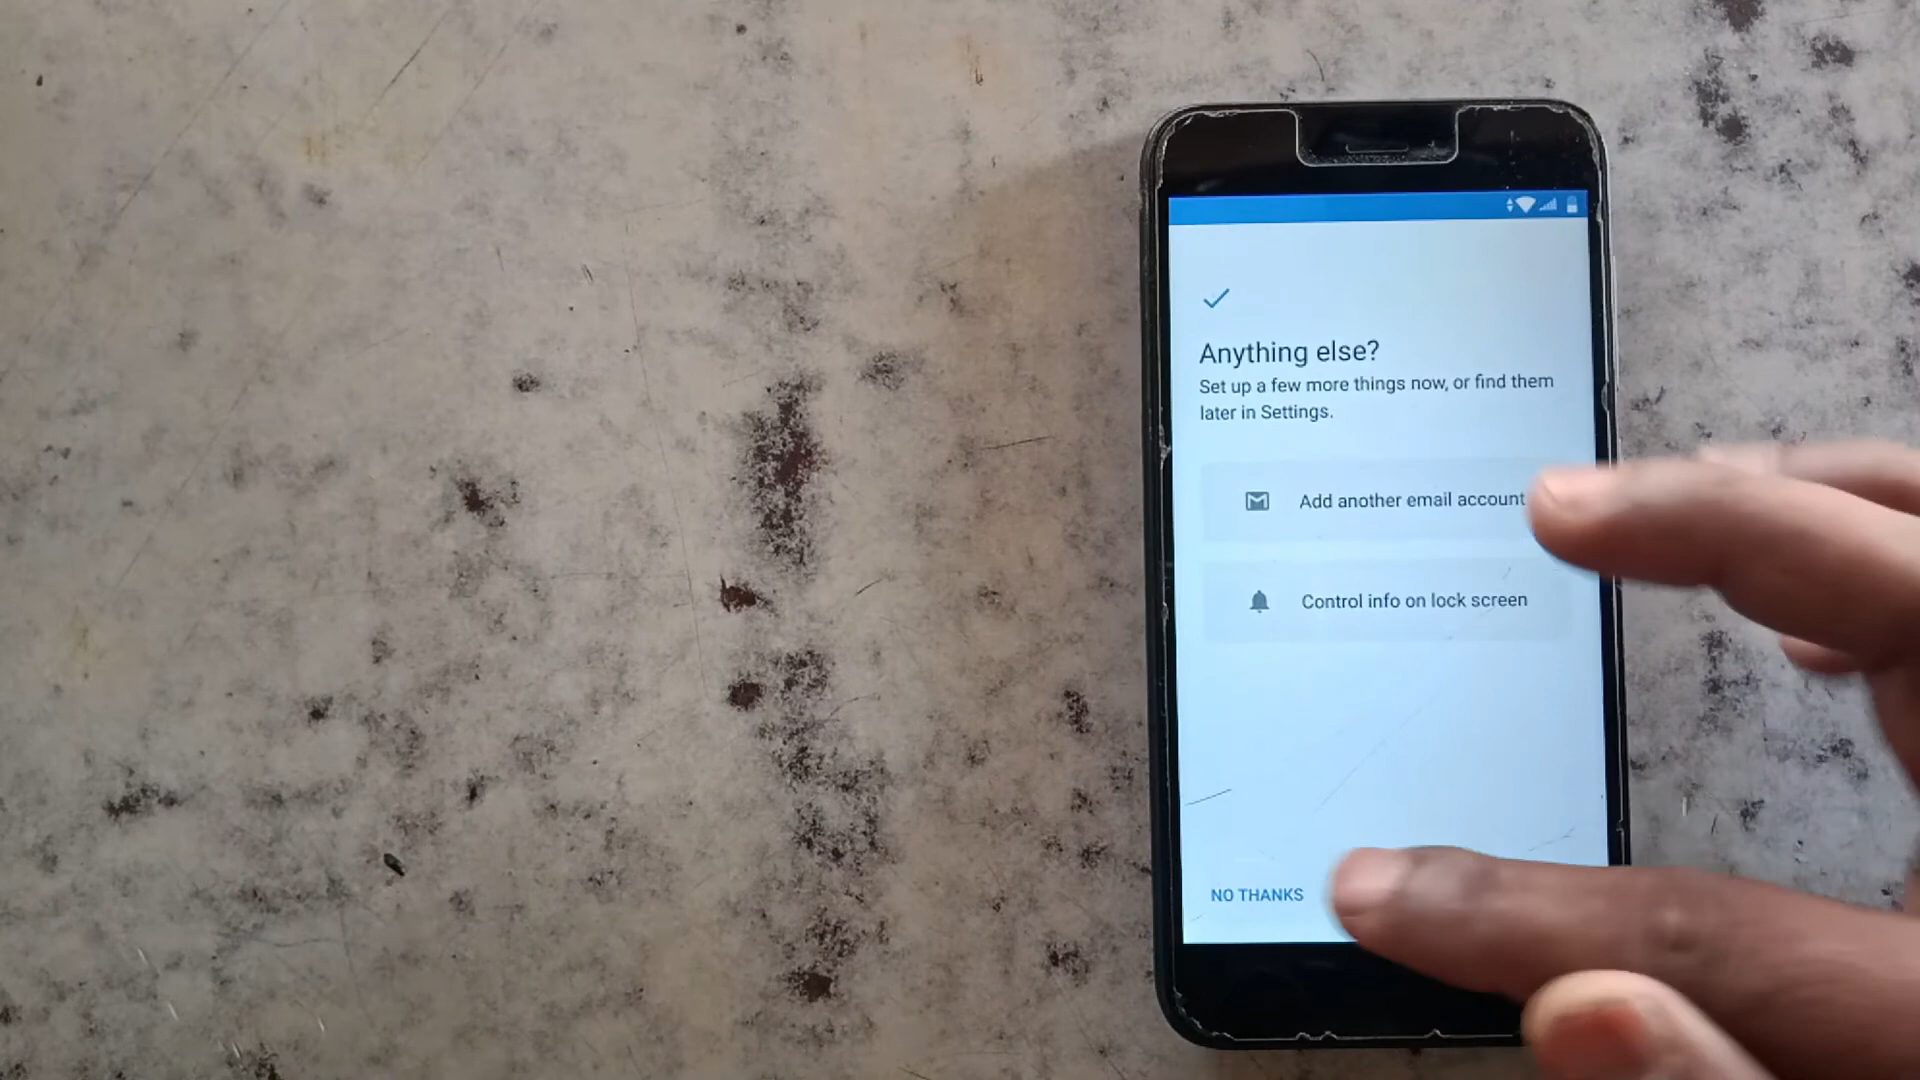 Anything else?
Set up a few more things now, or find them
later in Settings.
Add another email account
Control info on lock screen
NO THANKS